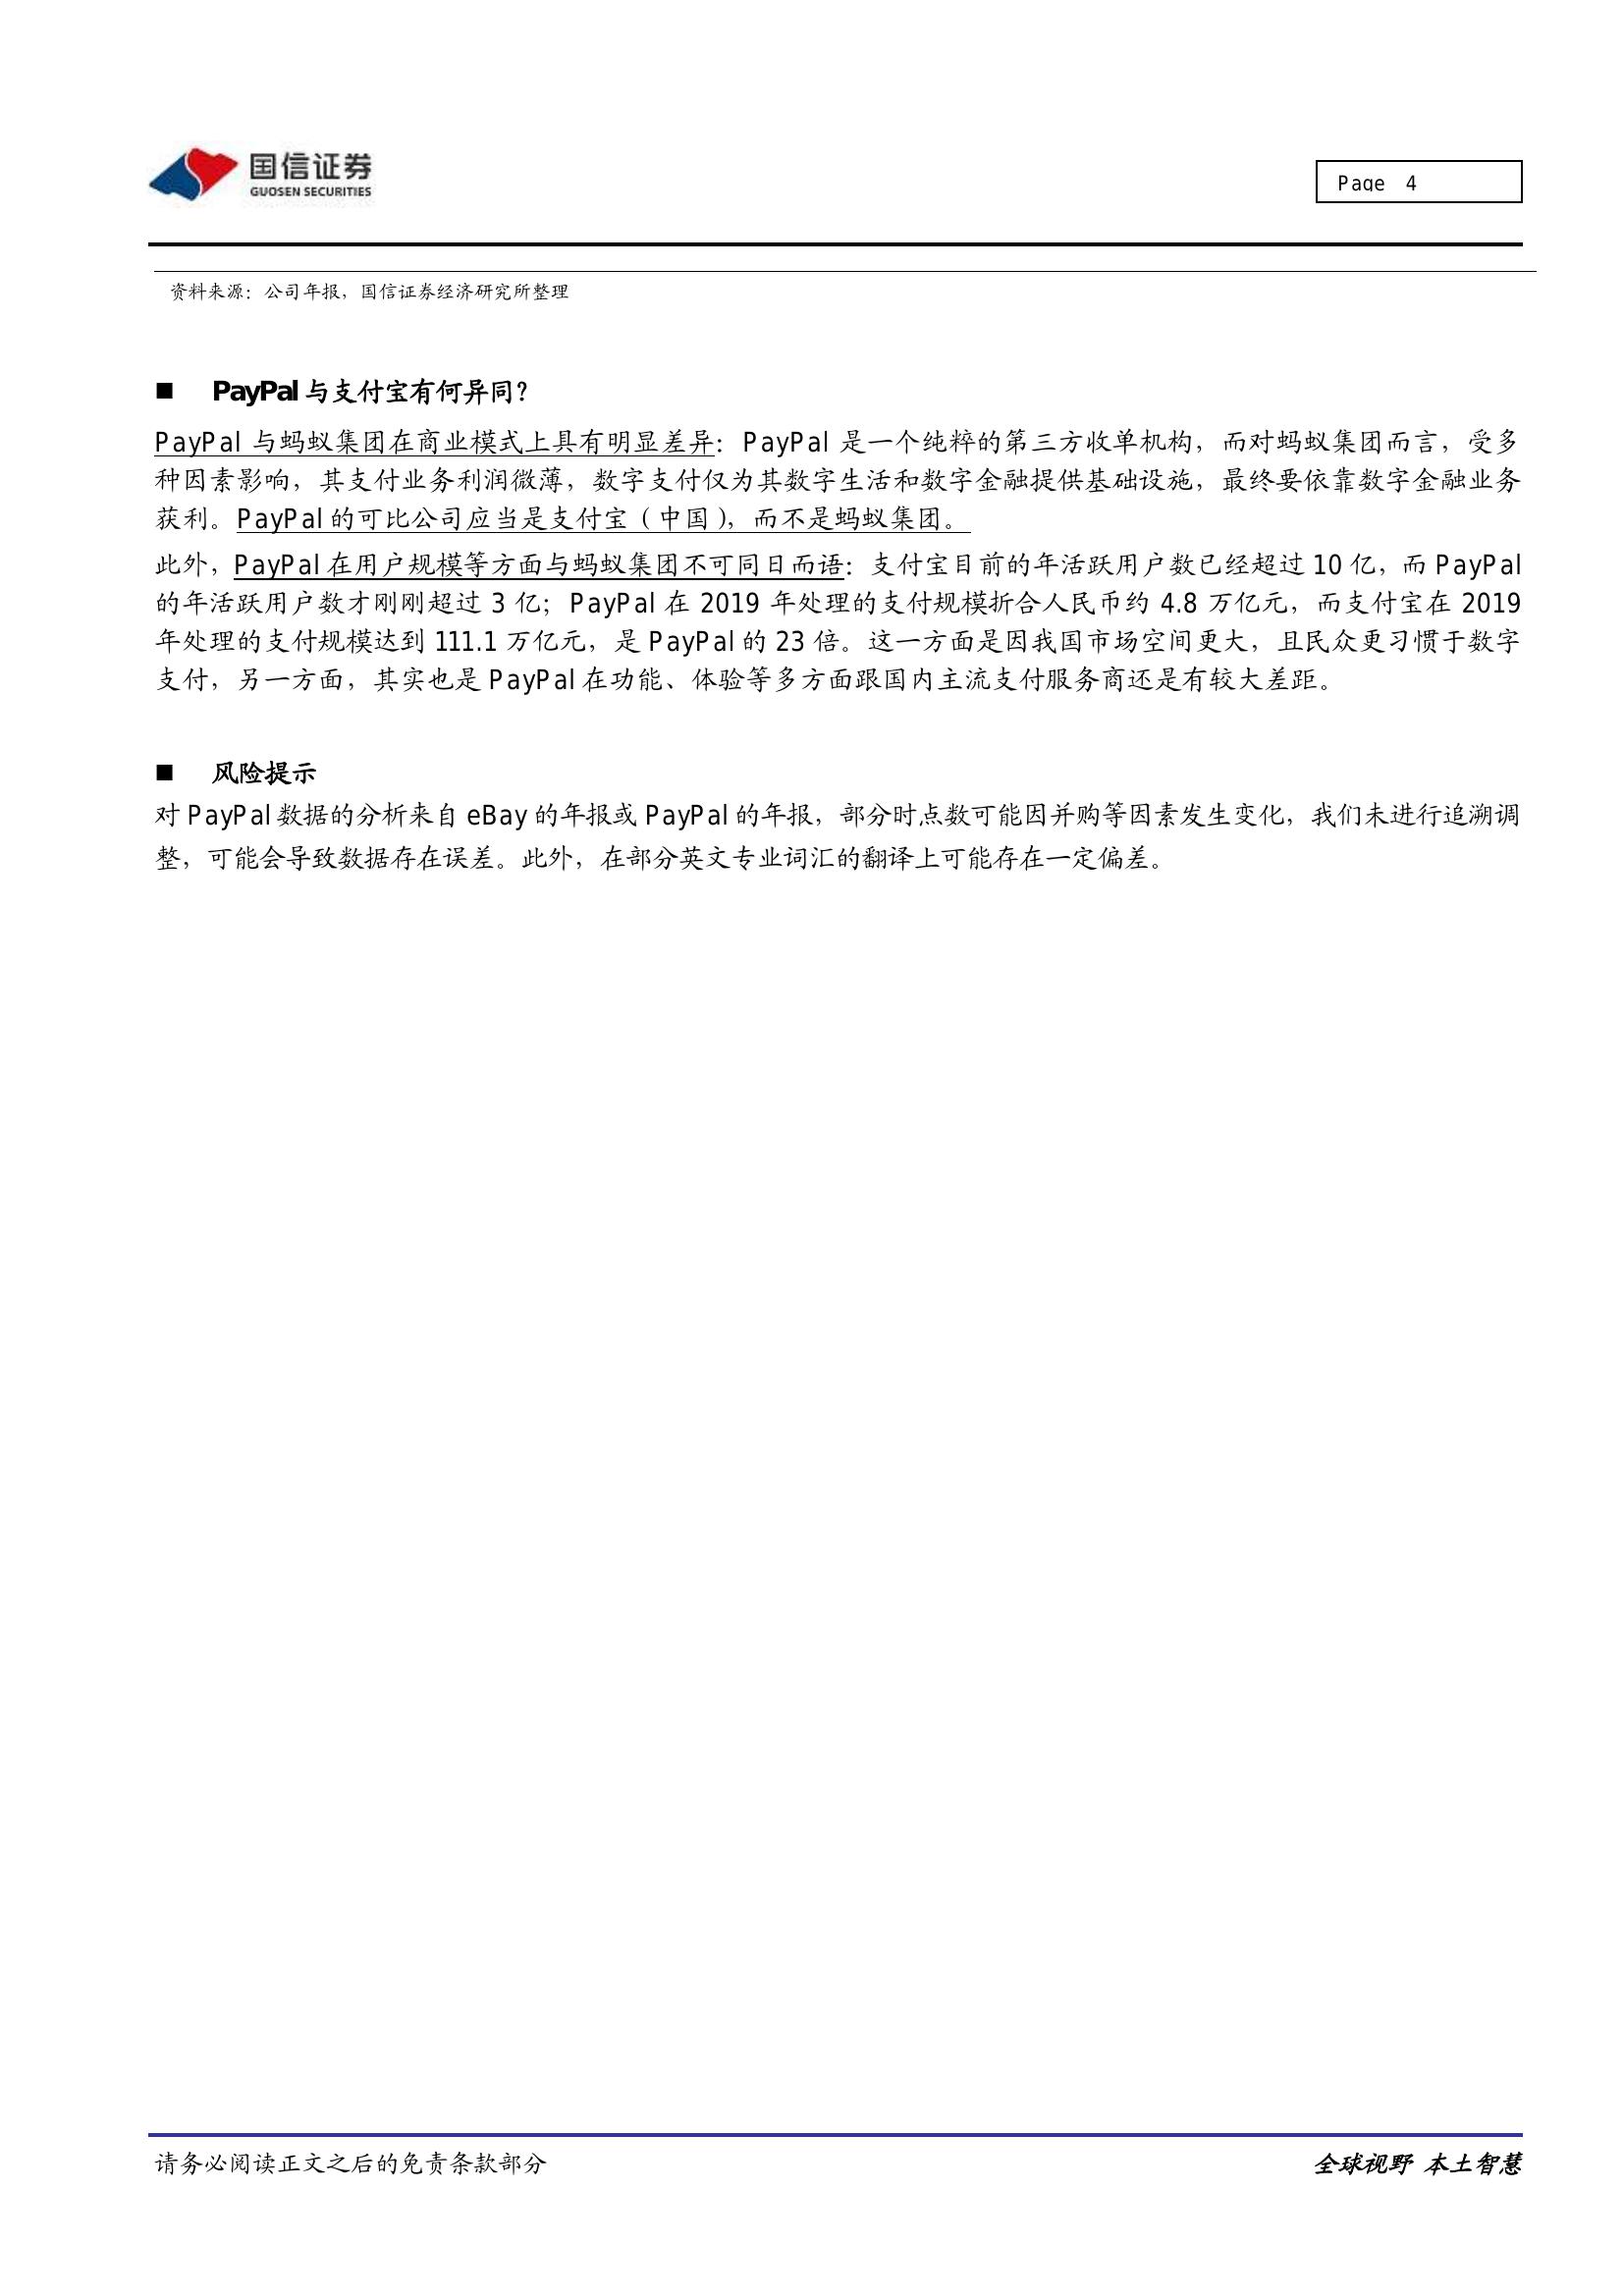 国信证券
GUOSEN SECURITIES
Page 4
资料来源：公司年报，国信证券经济研究所整理
■ PayPal 与支付宝有何异同？
PayPal 与蚂蚁集团在商业模式上具有明显差异：PayPal 是一个纯粹的第三方收单机构，而对蚂蚁集团而言，受多
种因素影响，其支付业务利润微薄，数字支付仅为其数字生活和数字金融提供基础设施，最终要依靠数字金融业务
获利。PayPal 的可比公司应当是支付宝（中国），而不是蚂蚁集团。
此外，PayPal 在用户规模等方面与蚂蚁集团不可同日而语：支付宝目前的年活跃用户数已经超过 10 亿，而 PayPal
的年活跃用户数才刚刚超过 3 亿；PayPal 在 2019 年处理的支付规模折合人民币约 4.8 万亿元，而支付宝在 2019
年处理的支付规模达到 111.1 万亿元，是 PayPal 的 23 倍。这一方面是因我国市场空间更大，且民众更习惯于数字
支付，另一方面，其实也是 PayPal 在功能、体验等多方面跟国内主流支付服务商还是有较大差距。
■ 风险提示
对 PayPal 数据的分析来自 eBay 的年报或 PayPal 的年报，部分时点数可能因并购等因素发生变化，我们未进行追溯调
整，可能会导致数据存在误差。此外，在部分英文专业词汇的翻译上可能存在一定偏差。
请务必阅读正文之后的免责条款部分
全球视野 本土智慧